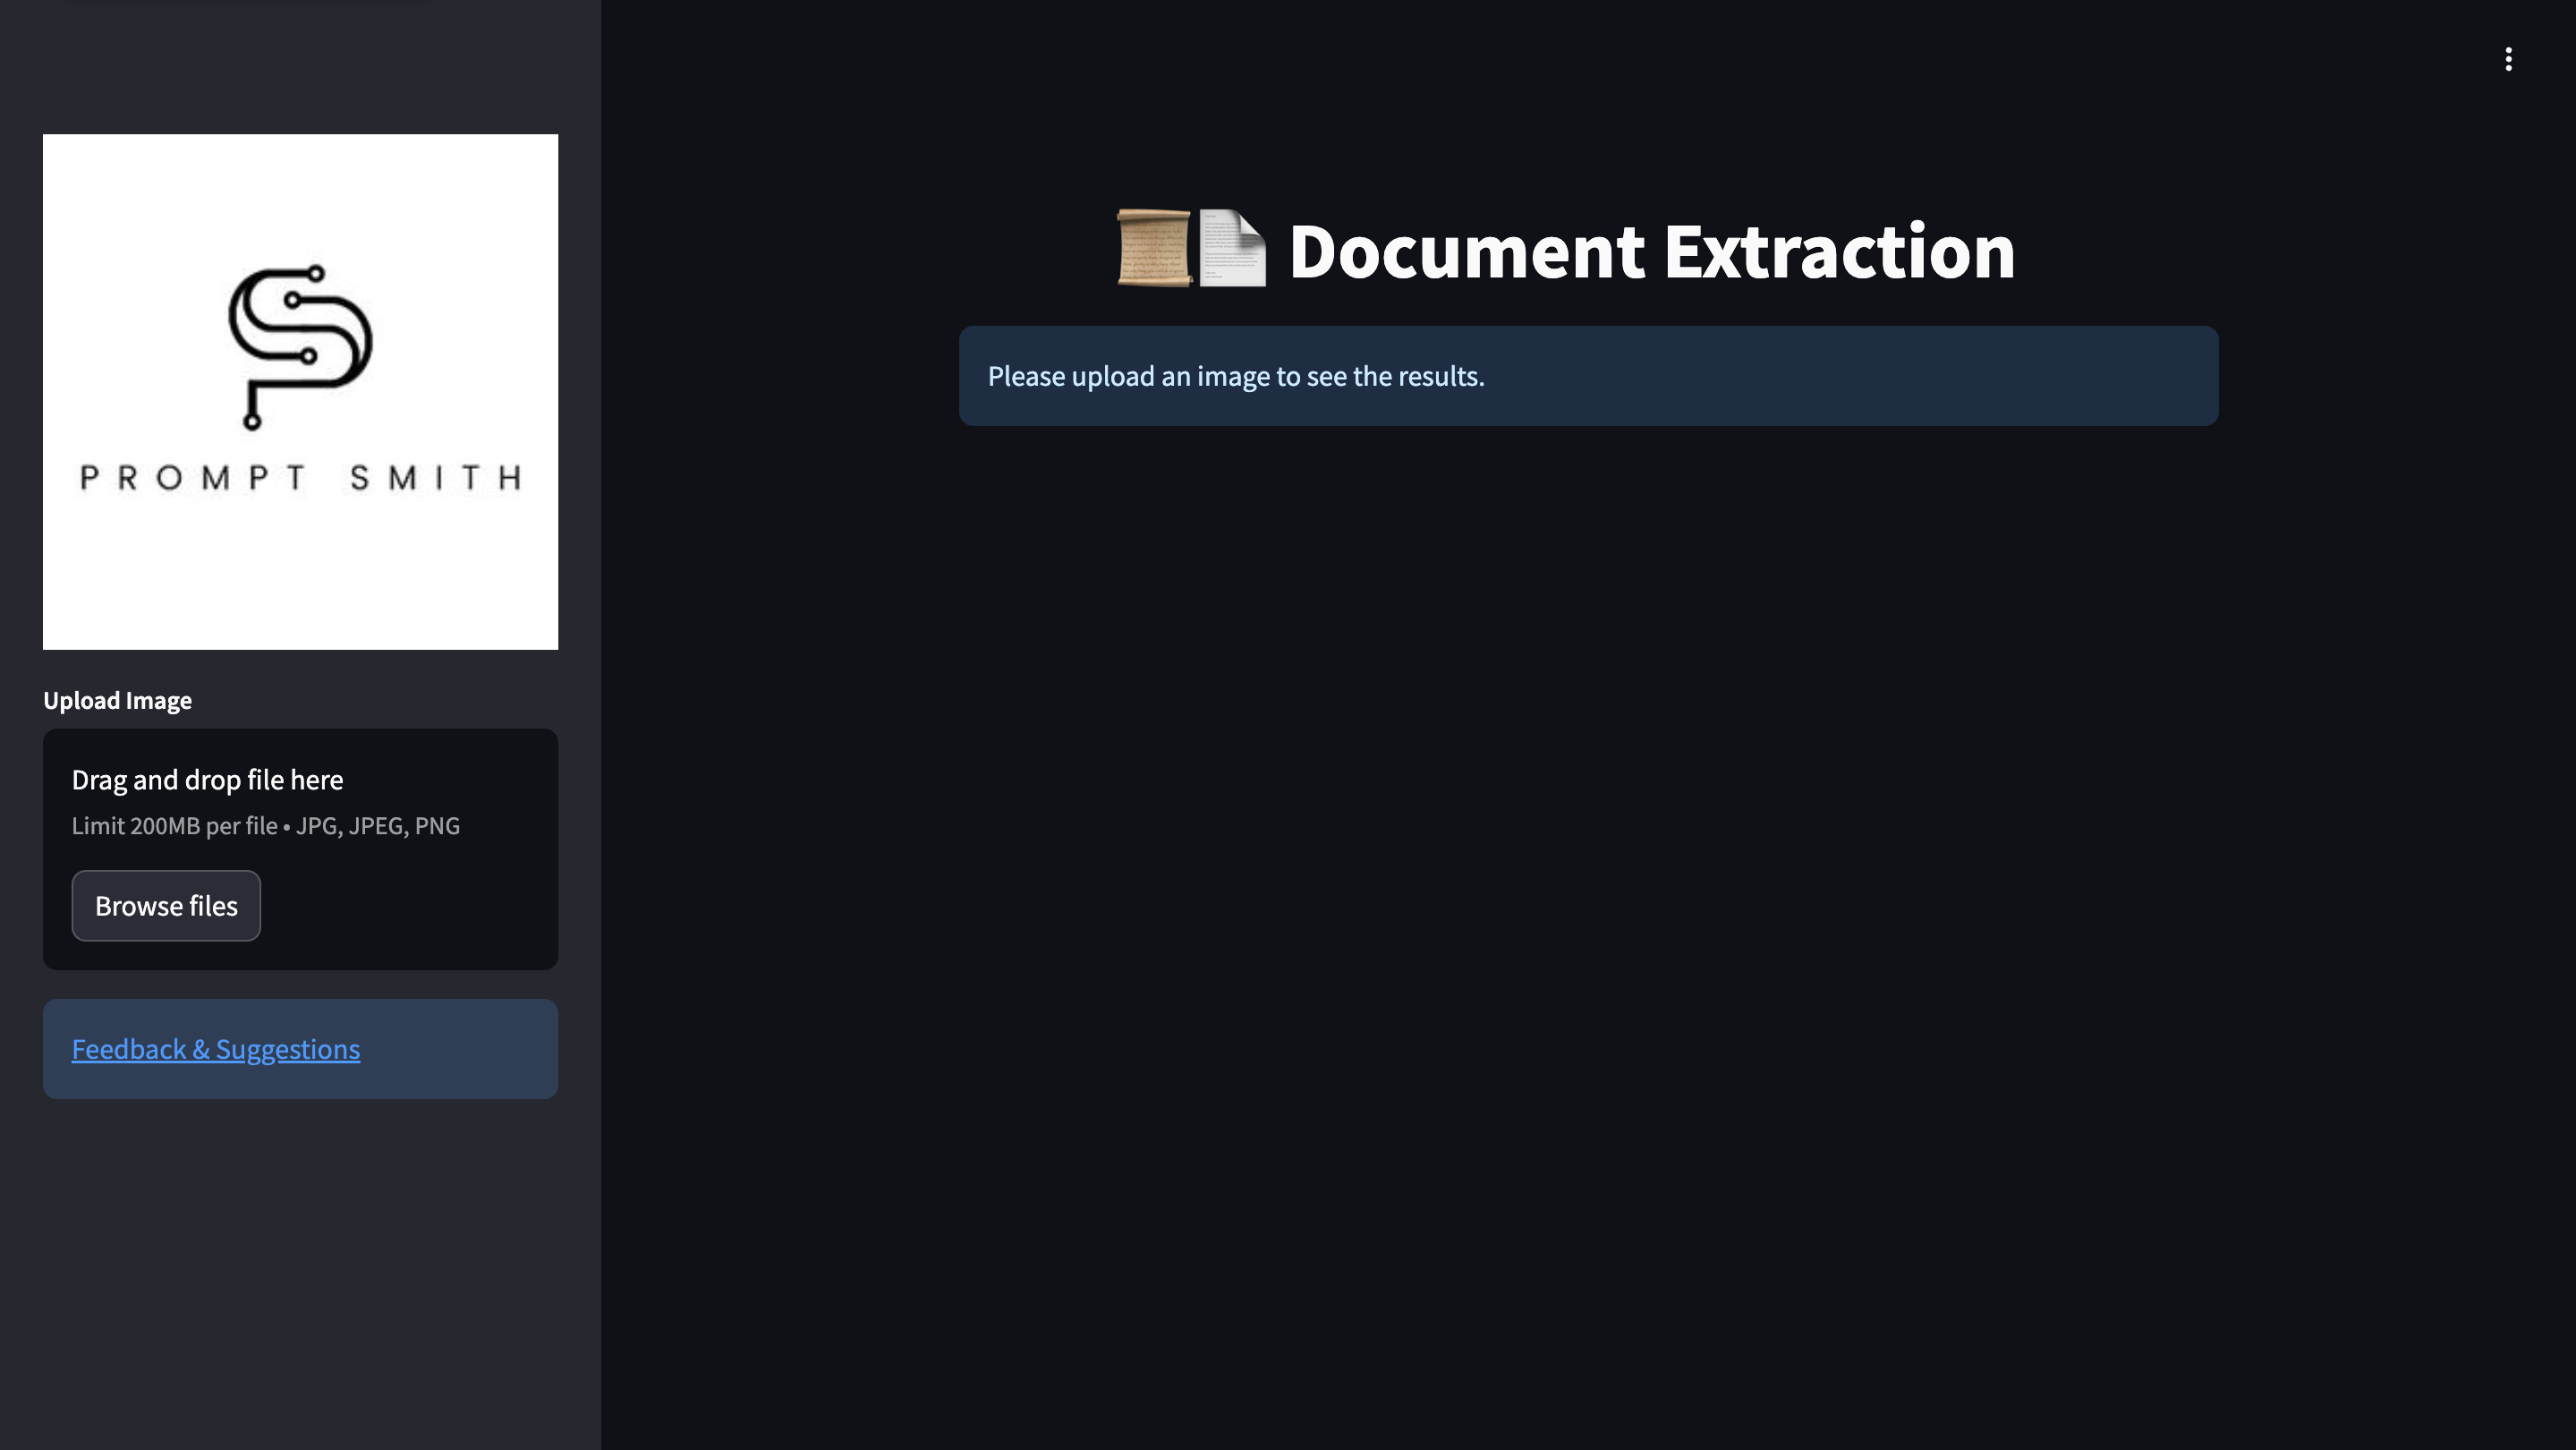 PROMPT SMITH
Upload Image
Drag and drop file here
Limit 200MB per file • JPG, JPEG, PNG
Browse files
Feedback & Suggestions
Document Extraction
Please upload an image to see the results.